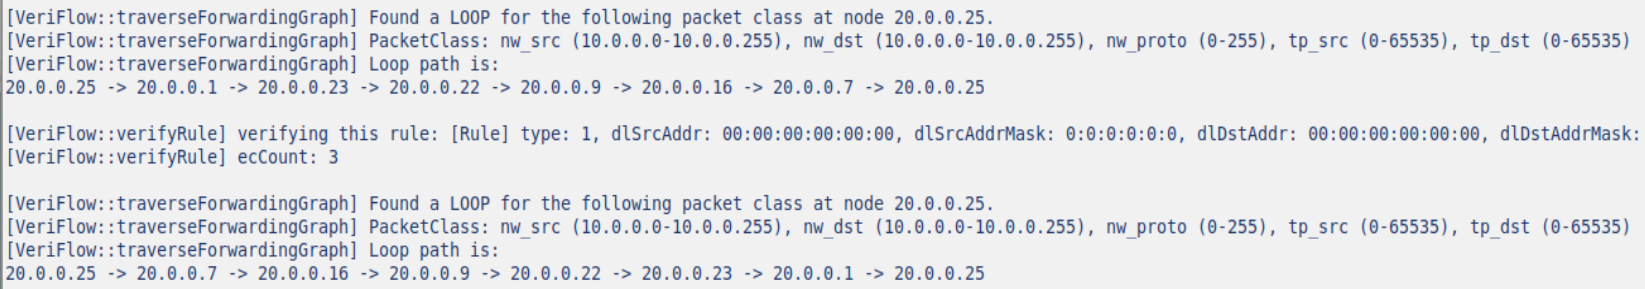 [VeriFlow::traverseForwardingGraph] Found a LOOP for the following packet class at node 20.0.0.25.
[VeriFlow::traverseForwardingGraph] PacketClass: nw_src (10.0.0.0-10.0.0.255), nw_dst (10.0.0.0-10.0.0.255), nw_proto (0-255), tp_src (0-65535), tp_dst (0-65535)
[VeriFlow::traverseForwardingGraph] Loop path is:
20.0.0.25 -> 20.0.0.1 -> 20.0.0.23 -> 20.0.0.22 -> 20.0.0.9 -> 20.0.0.16 -> 20.0.0.7 -> 20.0.0.25
[VeriFlow::verifyRule] verifying this rule: [Rule] type: 1, dlSrcAddr: 00:00:00:00:00:00, dlSrcAddrMask: 0:0:0:0:0:0, dlDstAddr: 00:00:00:00:00:00, dlDstAddrMask:
[VeriFlow::verifyRule] ecCount: 3
[VeriFlow::traverseForwardingGraph] Found a LOOP for the following packet class at node 20.0.0.25.
[VeriFlow::traverseForwardingGraph] PacketClass: nw_src (10.0.0.0-10.0.0.255), nw_dst (10.0.0.0-10.0.0.255), nw_proto (0-255), tp_src (0-65535), tp_dst (0-65535)
[VeriFlow::traverseForwardingGraph] Loop path is:
20.0.0.25 -> 20.0.0.7 -> 20.0.0.16 -> 20.0.0.9 -> 20.0.0.22 -> 20.0.0.23 -> 20.0.0.1 -> 20.0.0.25